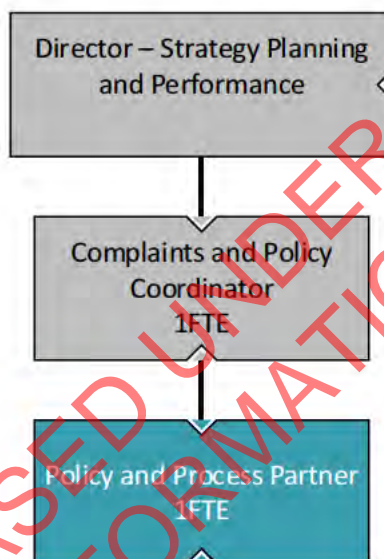 Director – Strategy Planning
and Performance
Complaints and Policy
Coordinator
1FTE
Policy and Process Partner
1FTE